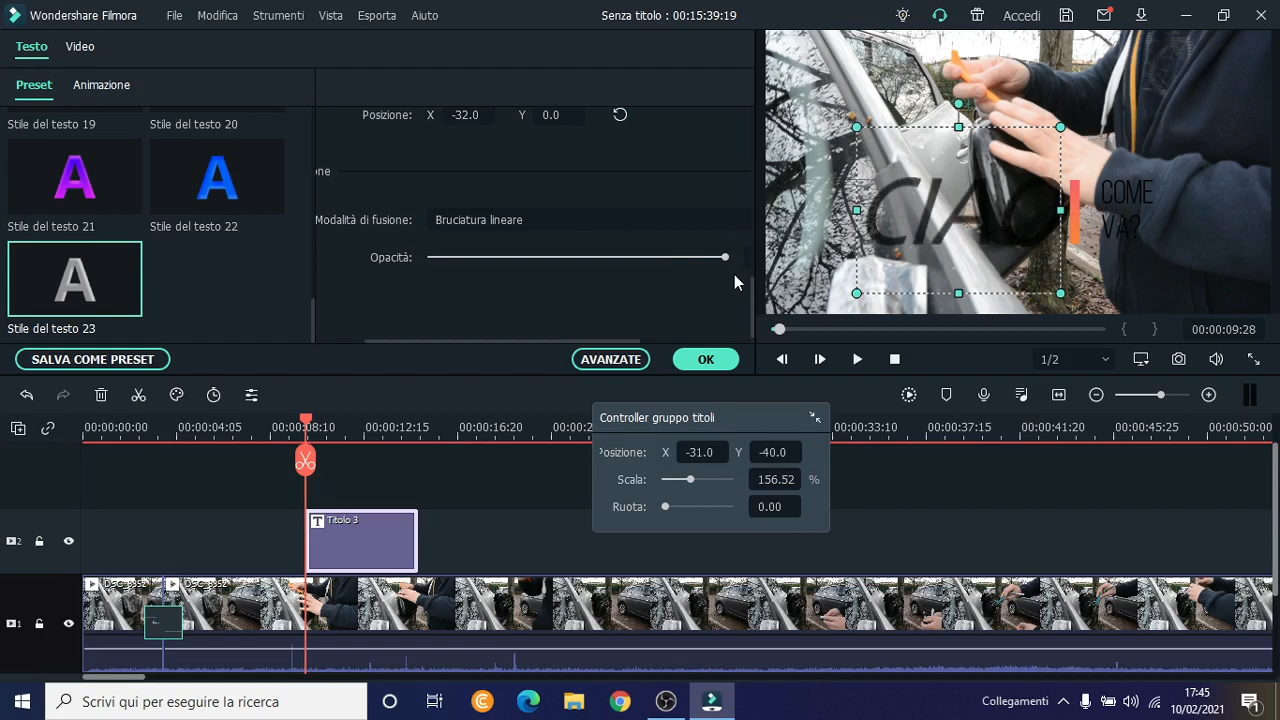 Wondershare Filmora
File
Modifica
Strumenti
Vista
Esporta
Aiuto
Senza titolo : 00:15:39:19
Accedi
Testo
Video
Preset
Animazione
Stile del testo 19
Stile del testo 20
Stile del testo 21
Stile del testo 22
Stile del testo 23
Posizione: X -32.0 Y 0.0
one
Modalità di fusione: Bruciatura lineare
Opacità:
SALVA COME PRESET
AVANZATE
OK
CIAO
COME
VA?
1/2
00:00:09:28
Controller gruppo titoli
Posizione: X -31.0 Y -40.0
Scala: 156.52 %
Ruota: 0.00
00:00:00:00
00:00:04:05
00:00:08:10
00:00:12:15
00:00:16:20
00:00:33:10
00:00:37:15
00:00:41:20
00:00:45:25
00:00:50:00
2
Titolo 3
1
Scrivi qui per eseguire la ricerca
Collegamenti
17:45
10/02/2021
1